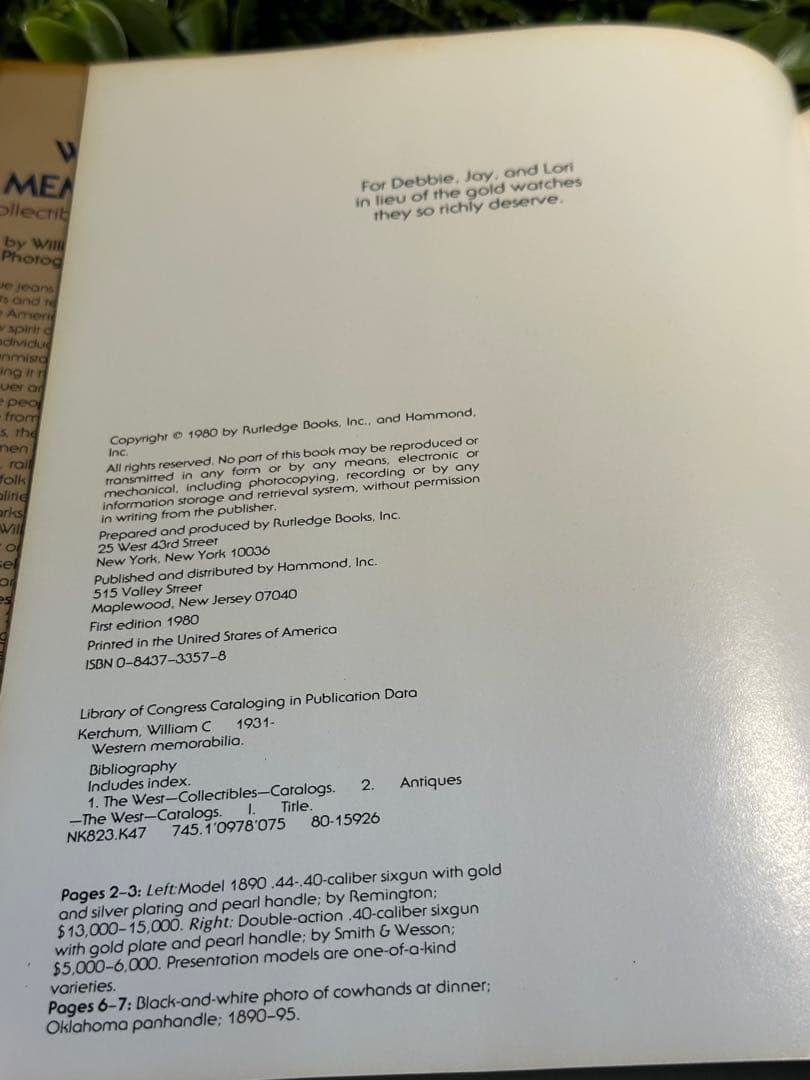 MEM
by Will
Photog
For Debbie, Jay, and Lori
in lieu of the gold watches
they so richly deserve.
Copyright © 1980 by Rutledge Books, Inc., and Hammond,
Inc.
All rights reserved. No part of this book may be reproduced or
transmitted in any form or by any means, electronic or
mechanical, including photocopying, recording or by any
information storage and retrieval system, without permission
in writing from the publisher.
Prepared and produced by Rutledge Books, Inc.
25 West 43rd Street
New York, New York 10036
Published and distributed by Hammond, Inc.
515 Valley Street
Maplewood, New Jersey 07040
First edition 1980
Printed in the United States of America
ISBN 0-8437-3357-8
Library of Congress Cataloging in Publication Data
Ketchum, William C 1931-
Western memorabilia.
Bibliography
Includes index.
1. The West—Collectibles—Catalogs. 2. Antiques
—The West—Catalogs. I. Title.
NK823.K47 745.1'0978'075 80-15926
Pages 2-3: Left:Model 1890 .44-.40-caliber sixgun with gold
and silver plating and pearl handle; by Remington;
$13,000-15,000. Right: Double-action .40-caliber sixgun
with gold plate and pearl handle; by Smith & Wesson;
$5,000-6,000. Presentation models are one-of-a-kind
varieties.
Pages 6-7: Black-and-white photo of cowhands at dinner;
Oklahoma panhandle; 1890-95.